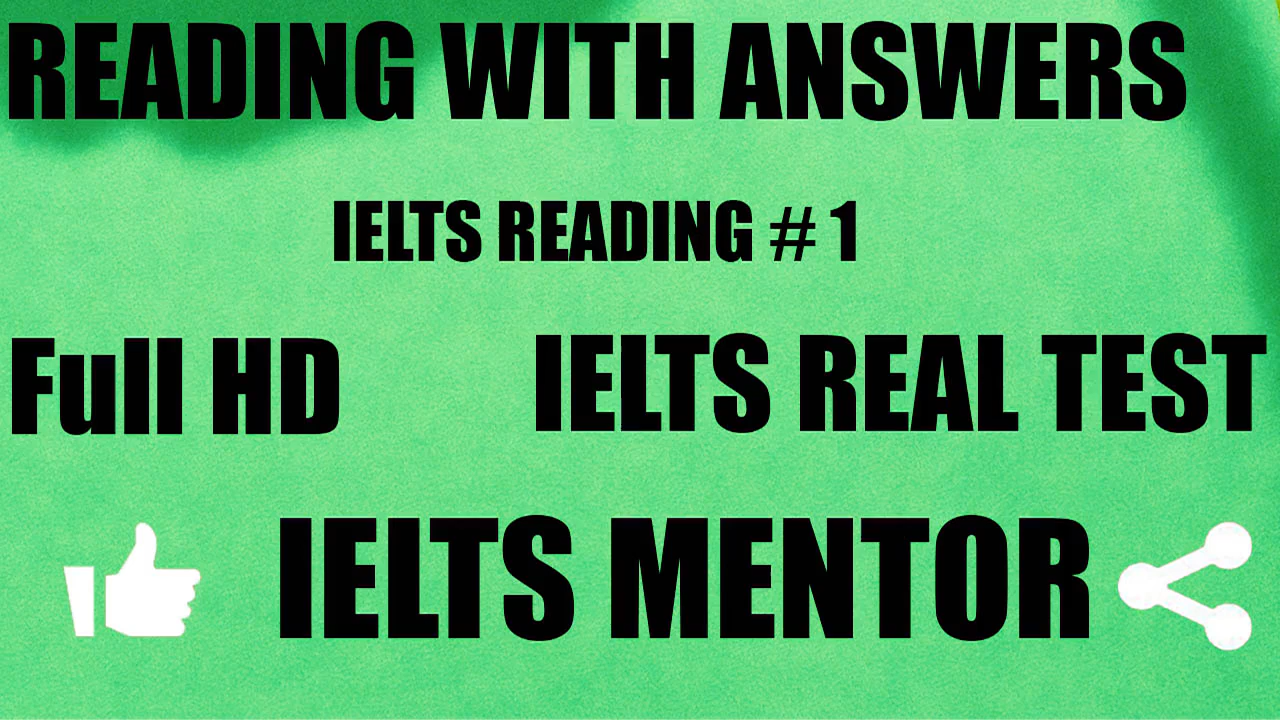 READING WITH ANSWERS
IELTS READING # 1
Full HD IELTS REAL TEST
IELTS MENTOR